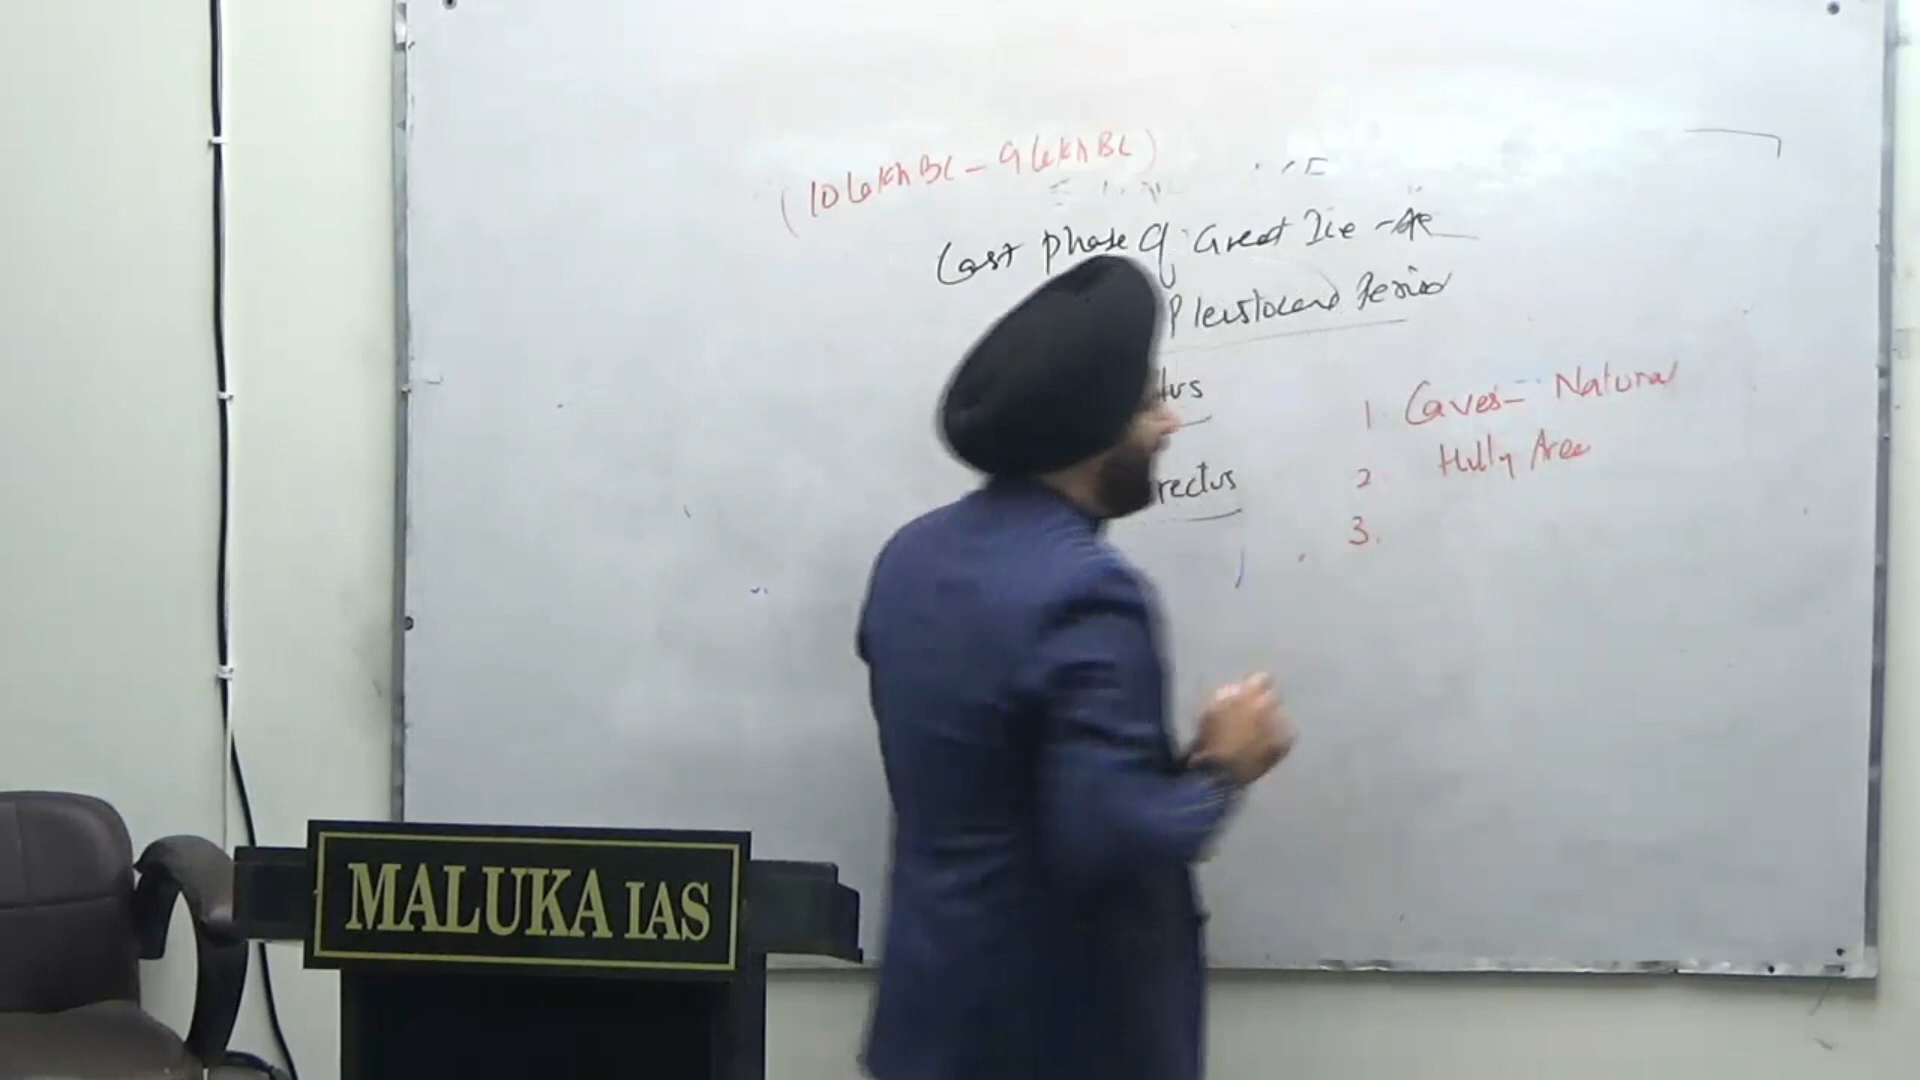 (10 lakh BC - 9 lakh BC)
Last phase of Great Ice - Age
Pleistocene Period
1. Caves - Natural
2. Hilly Area
rectus
3.
MALUKA IAS